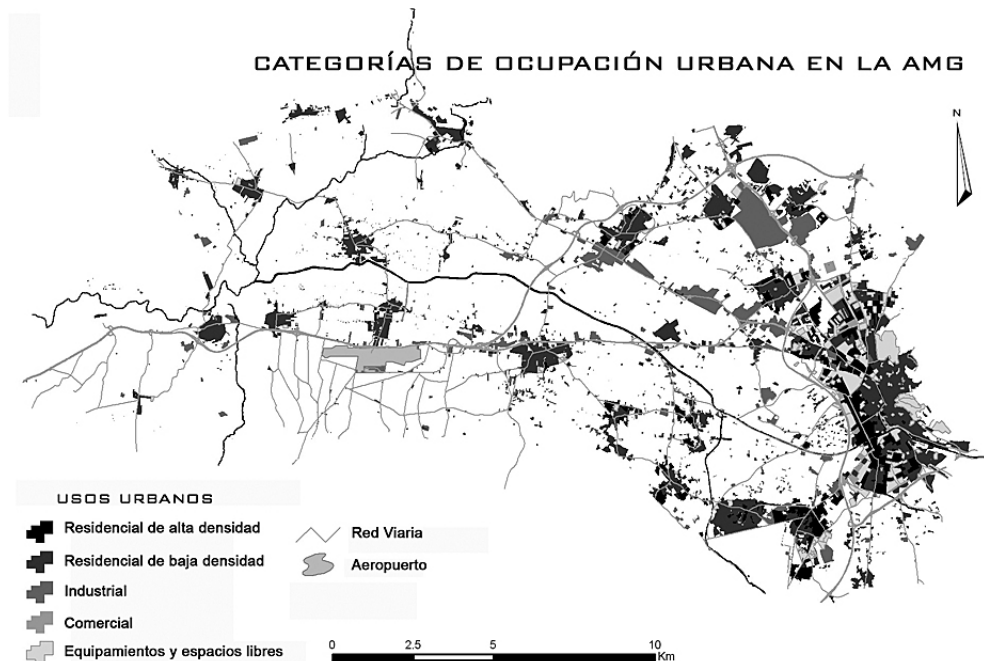 CATEGORÍAS DE OCUPACIÓN URBANA EN LA AMG
N
USOS URBANOS
Residencial de alta densidad
Residencial de baja densidad
Industrial
Comercial
Equipamientos y espacios libres
Red Viaria
Aeropuerto
0 2.5 5 10
Km